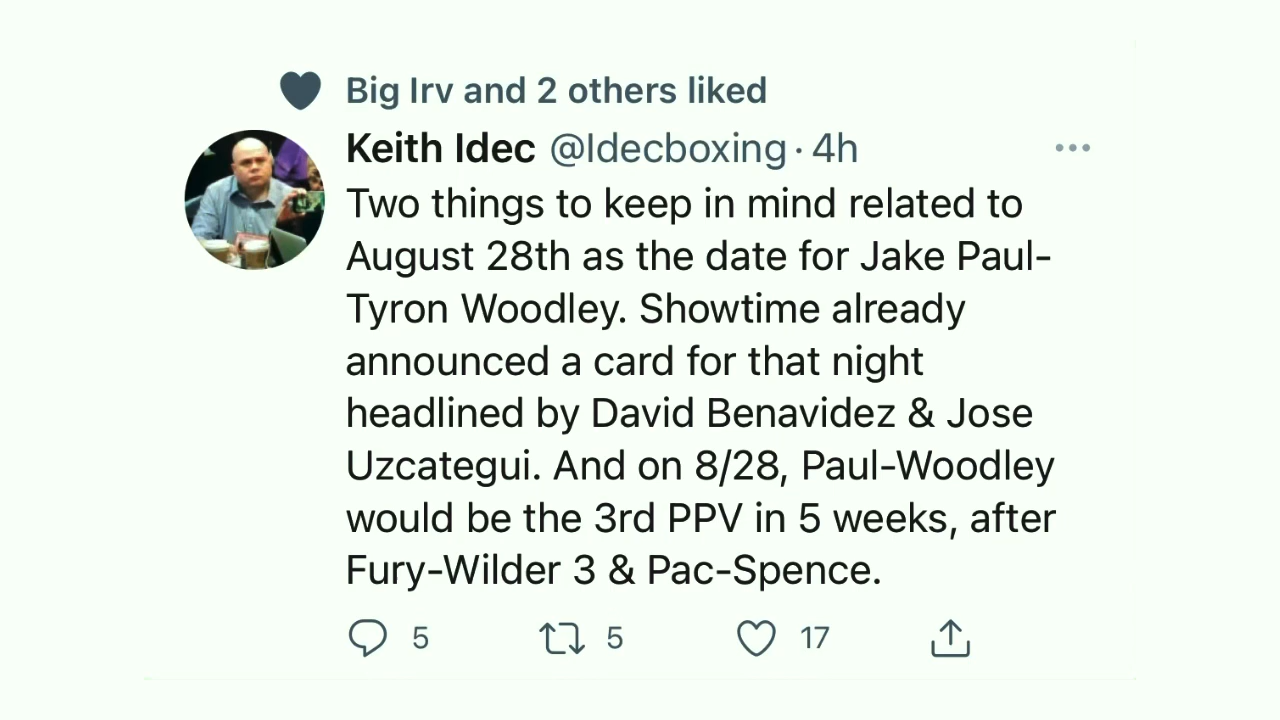 Big Irv and 2 others liked
Keith Idec @Idecboxing · 4h
Two things to keep in mind related to
August 28th as the date for Jake Paul-
Tyron Woodley. Showtime already
announced a card for that night
headlined by David Benavidez & Jose
Uzcategui. And on 8/28, Paul-Woodley
would be the 3rd PPV in 5 weeks, after
Fury-Wilder 3 & Pac-Spence.
5 5 17